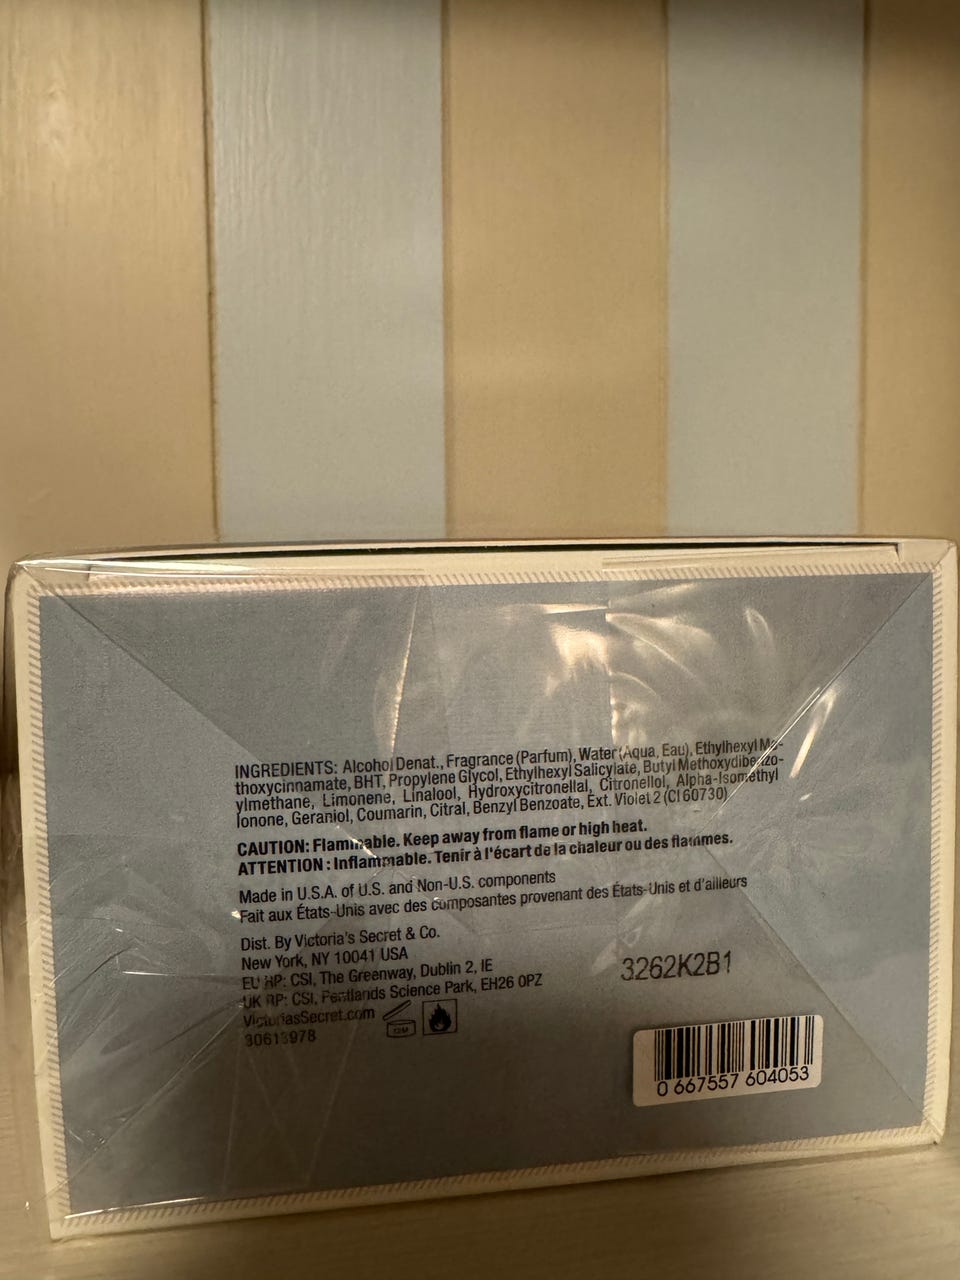 INGREDIENTS: Alcohol Denat., Fragrance (Parfum), Water (Aqua, Eau), Ethylhexyl Me-
thoxycinnamate, BHT, Propylene Glycol, Ethylhexyl Salicylate, Butyl Methoxydibenzo-
ylmethane, Limonene, Linalool, Hydroxycitronellal, Citronellol, Alpha-Isomethyl
Ionone, Geraniol, Coumarin, Citral, Benzyl Benzoate, Ext. Violet 2 (CI 60730)
CAUTION: Flammable. Keep away from flame or high heat.
ATTENTION : Inflammable. Tenir à l'écart de la chaleur ou des flammes.
Made in U.S.A. of U.S. and Non-U.S. components
Fait aux États-Unis avec des composantes provenant des États-Unis et d'ailleurs
Dist. By Victoria's Secret & Co.
New York, NY 10041 USA
EU RP: CSI, The Greenway, Dublin 2, IE
UK RP: CSI, Pentlands Science Park, EH26 0PZ
VictoriasSecret.com
12M
30613978
3262K2B1
0 667557 604053